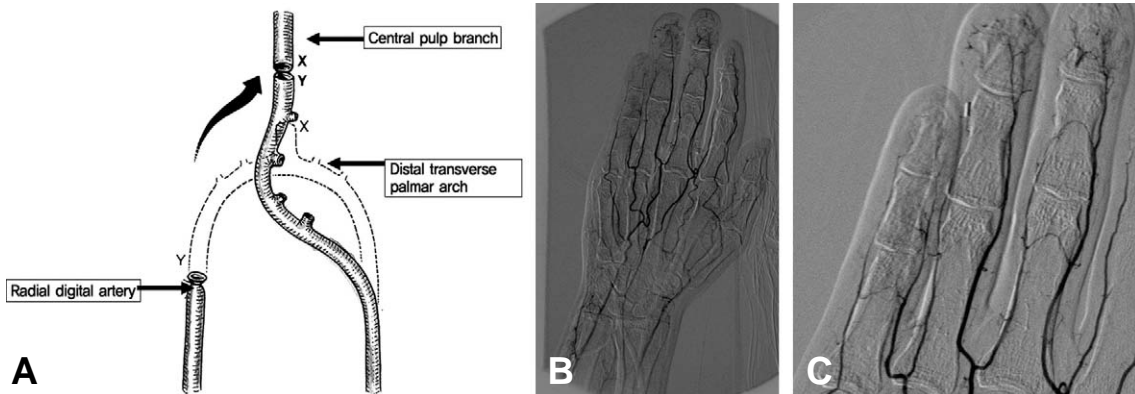 Central pulp branch
X
Y
X
Distal transverse
palmar arch
Y
Radial digital artery
A
B
C